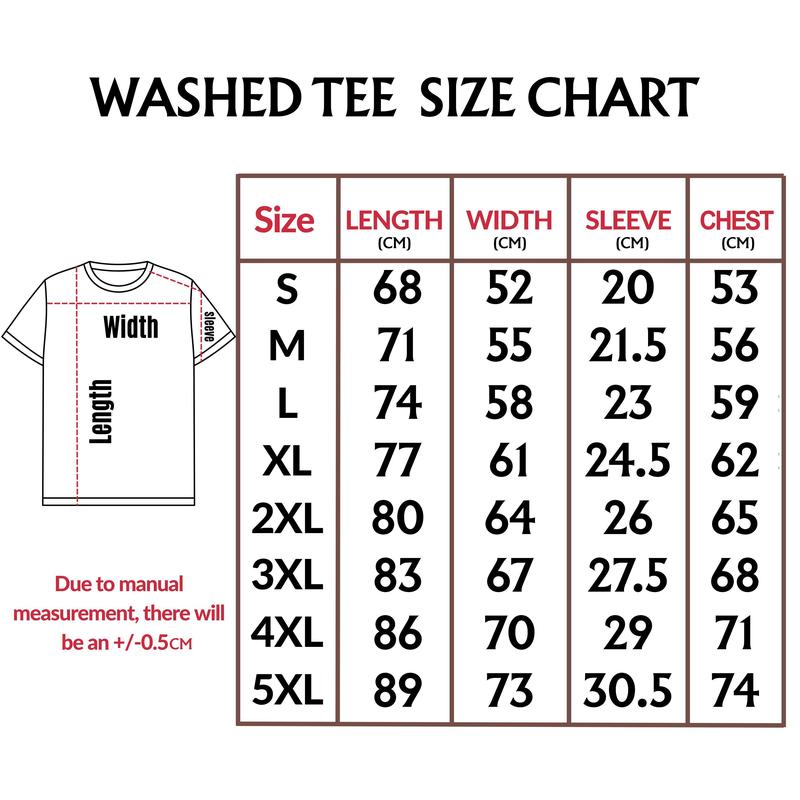 WASHED TEE SIZE CHART
Size LENGTH WIDTH SLEEVE CHEST
(CM) (CM) (CM) (CM)
S 68 52 20 53
M 71 55 21.5 56
L 74 58 23 59
XL 77 61 24.5 62
2XL 80 64 26 65
3XL 83 67 27.5 68
4XL 86 70 29 71
5XL 89 73 30.5 74
Width
sleeve
Length
Due to manual
measurement, there will
be an +/-0.5CM